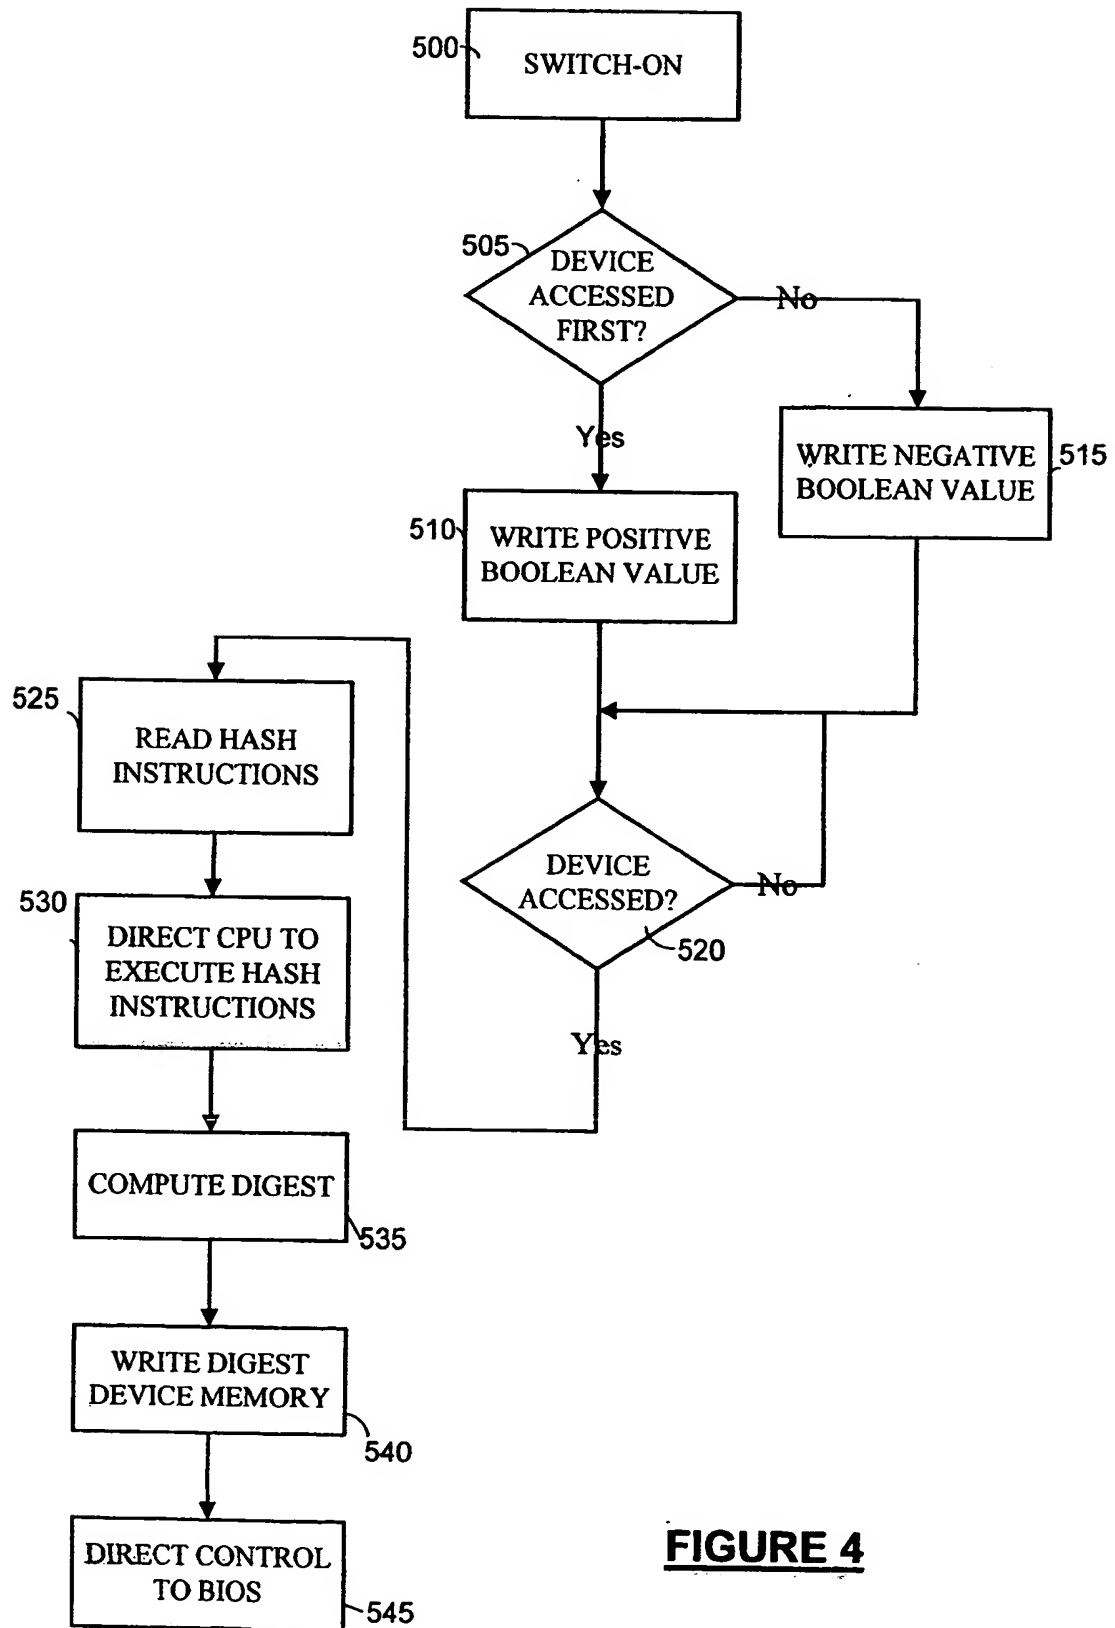 500
SWITCH-ON
505
DEVICE
ACCESSED
FIRST?
No
Yes
515
WRITE NEGATIVE
BOOLEAN VALUE
510
WRITE POSITIVE
BOOLEAN VALUE
525
READ HASH
INSTRUCTIONS
DEVICE
ACCESSED?
No
520
530
DIRECT CPU TO
EXECUTE HASH
INSTRUCTIONS
Yes
COMPUTE DIGEST
535
WRITE DIGEST
DEVICE MEMORY
540
DIRECT CONTROL
TO BIOS
545
FIGURE 4